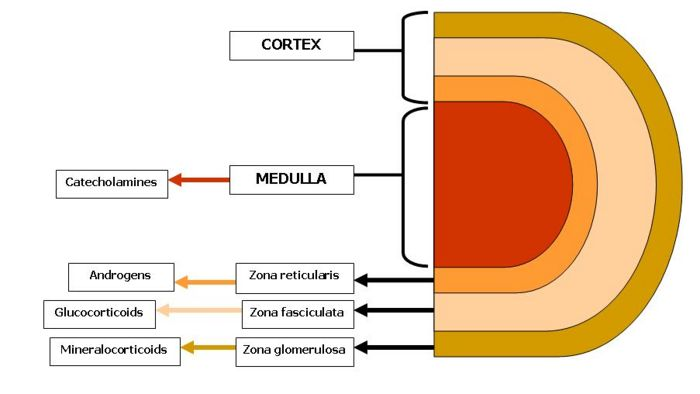 CORTEX
MEDULLA
Catecholamines
Androgens
Zona reticularis
Glucocorticoids
Zona fasciculata
Mineralocorticoids
Zona glomerulosa